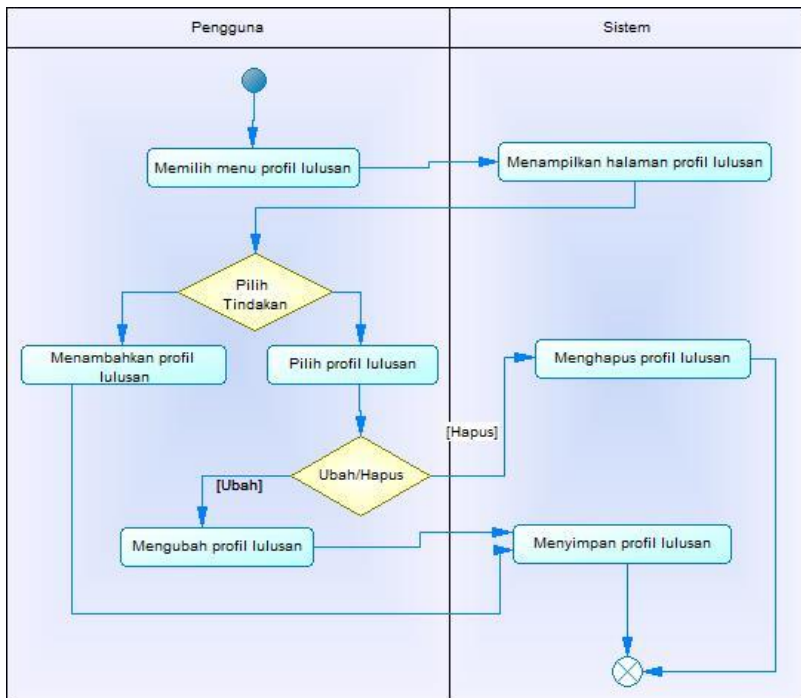 Pengguna
Sistem
Memilih menu profil lulusan
Menampilkan halaman profil lulusan
Pilih
Tindakan
Menambahkan profil
lulusan
Pilih profil lulusan
Menghapus profil lulusan
[Hapus]
Ubah/Hapus
[Ubah]
Mengubah profil lulusan
Menyimpan profil lulusan